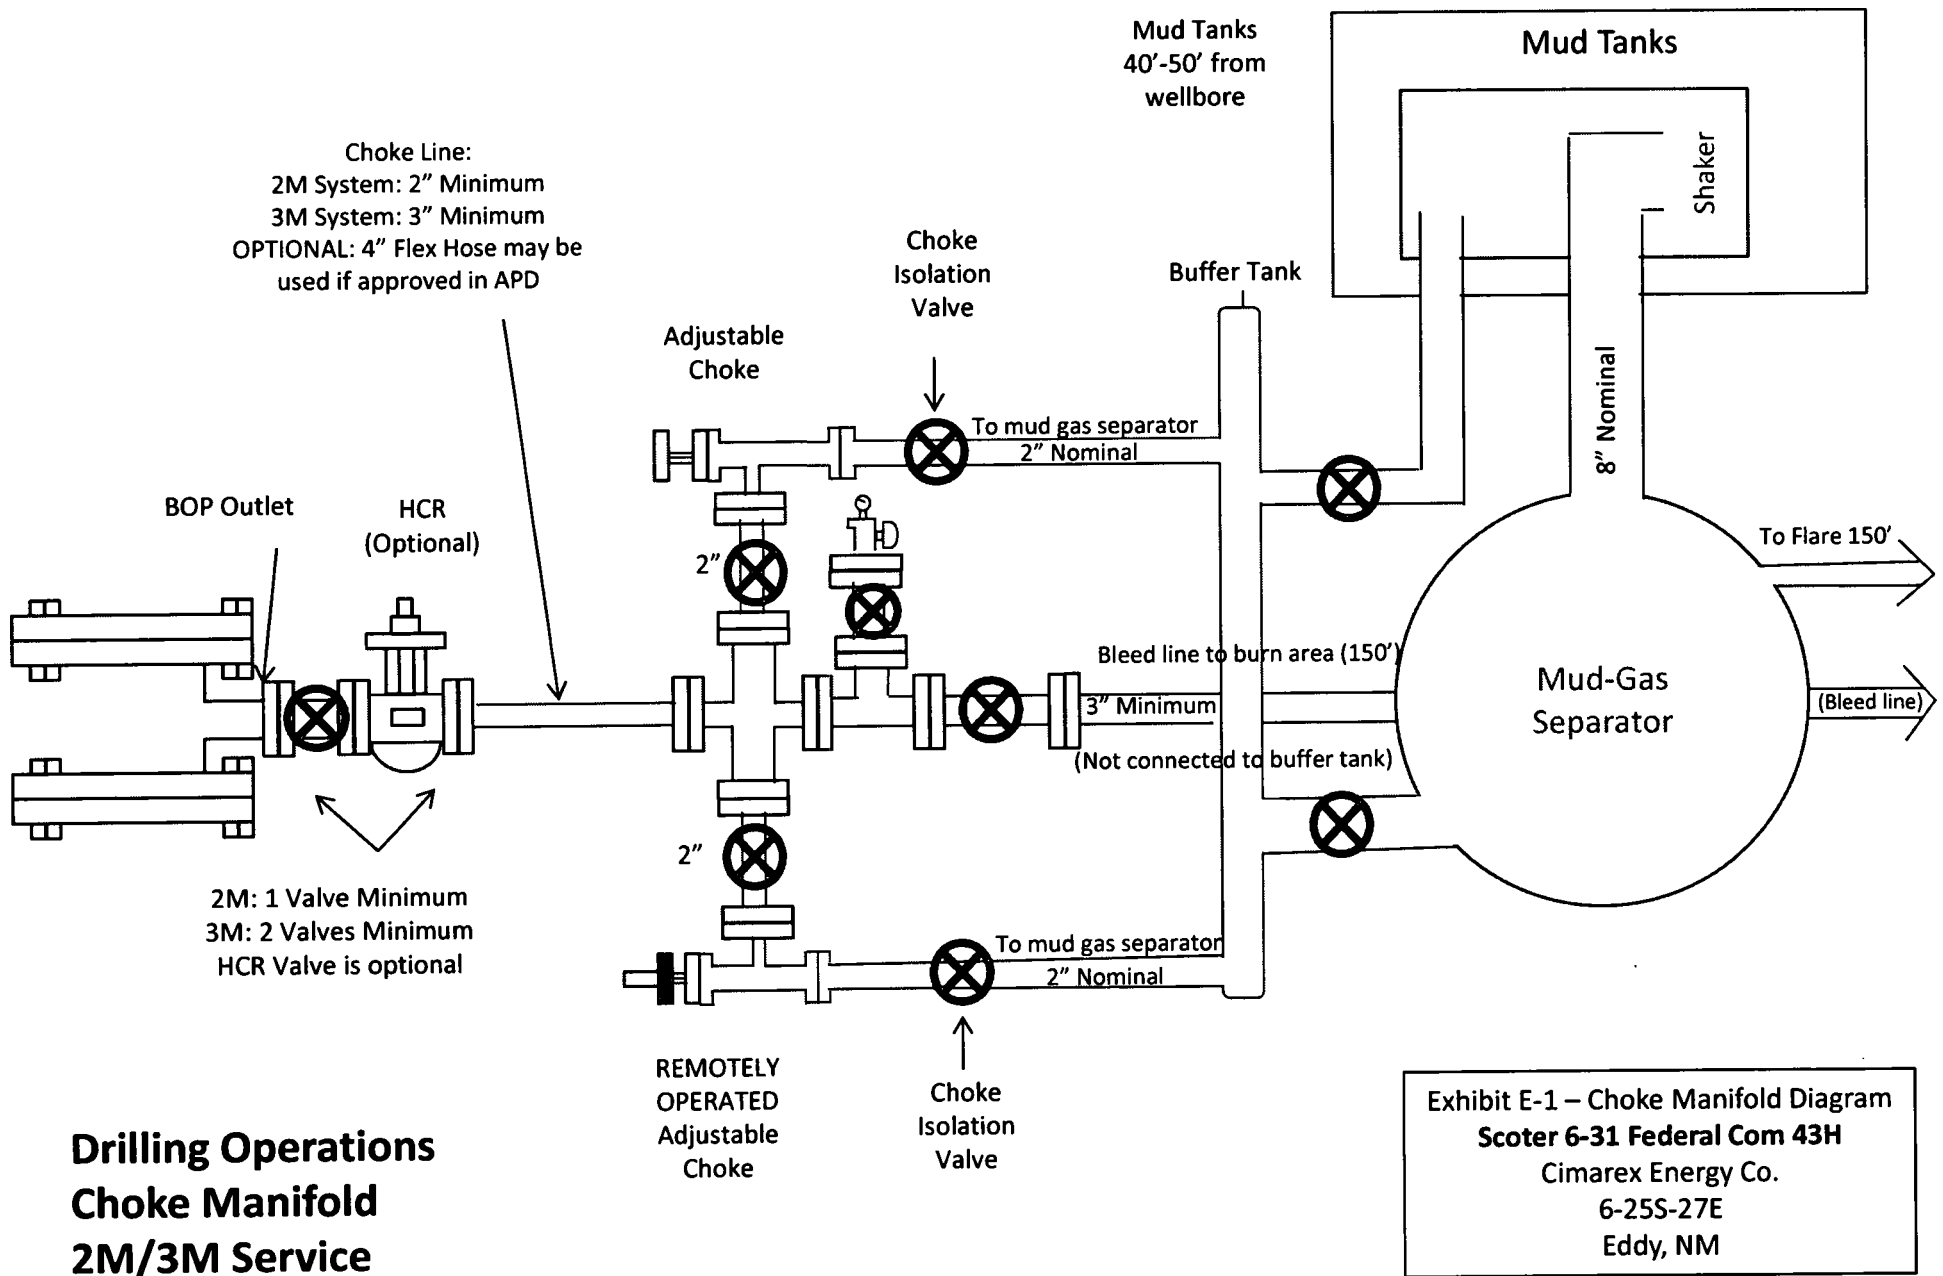 Mud Tanks
40’-50’ from
wellbore
Mud Tanks
Shaker
Choke Line:
2M System: 2” Minimum
3M System: 3” Minimum
OPTIONAL: 4” Flex Hose may be
used if approved in APD
Choke
Isolation
Valve
Buffer Tank
Adjustable
Choke
8” Nominal
To mud gas separator
2” Nominal
BOP Outlet
HCR
(Optional)
2”
To Flare 150’
Bleed line to burn area (150’)
3” Minimum
(Not connected to buffer tank)
Mud-Gas
Separator
(Bleed line)
2”
2M: 1 Valve Minimum
3M: 2 Valves Minimum
HCR Valve is optional
To mud gas separator
2” Nominal
REMOTELY
OPERATED
Adjustable
Choke
Choke
Isolation
Valve
Drilling Operations
Choke Manifold
2M/3M Service
Exhibit E-1 – Choke Manifold Diagram
Scoter 6-31 Federal Com 43H
Cimarex Energy Co.
6-25S-27E
Eddy, NM